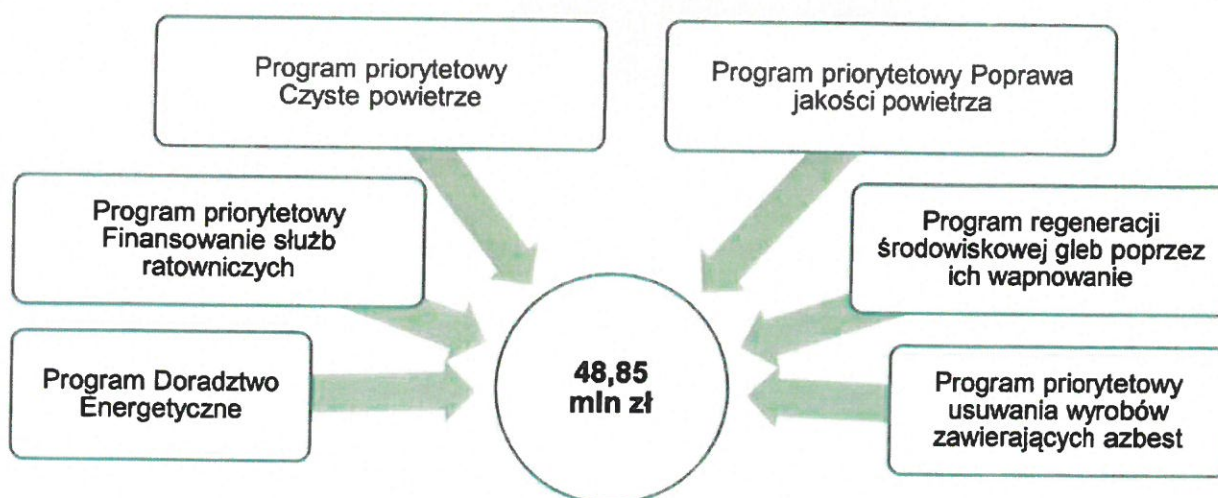 Program priorytetowy
Czyste powietrze
Program priorytetowy Poprawa
jakości powietrza
Program priorytetowy
Finansowanie służb
ratowniczych
Program regeneracji
środowiskowej gleb poprzez
ich wapnowanie
Program Doradztwo
Energetyczne
48,85
mln zł
Program priorytetowy
usuwania wyrobów
zawierających azbest